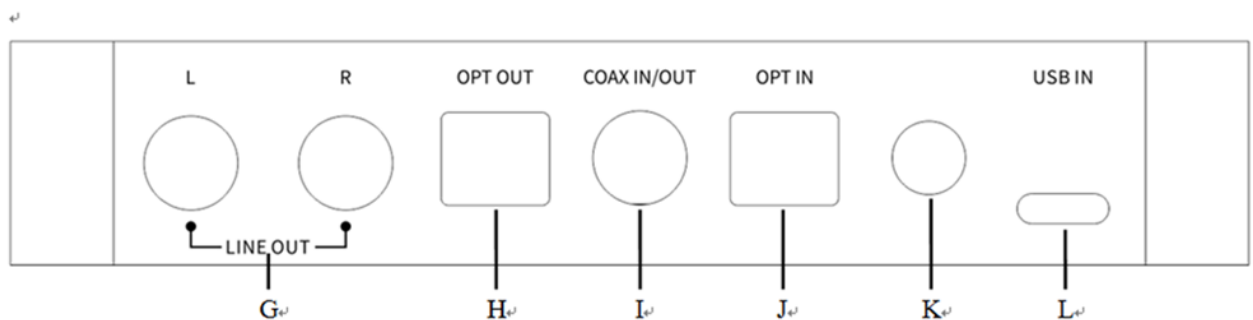 L R OPT OUT COAX IN/OUT OPT IN USB IN
LINE OUT
G H I J K L